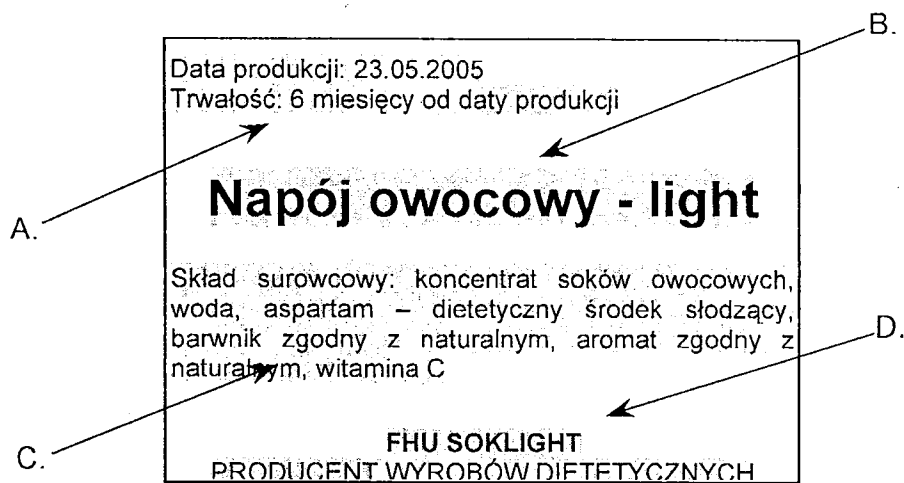 B.
Data produkcji: 23.05.2005
Trwałość: 6 miesięcy od daty produkcji
Napój owocowy - light
A.
Skład surowcowy: koncentrat soków owocowych,
woda, aspartam – dietetyczny środek słodzący,
barwnik zgodny z naturalnym, aromat zgodny z
naturalnym, witamina C
D.
FHU SOKLIGHT
C.
PRODUCENT WYROBÓW DIETETYCZNYCH